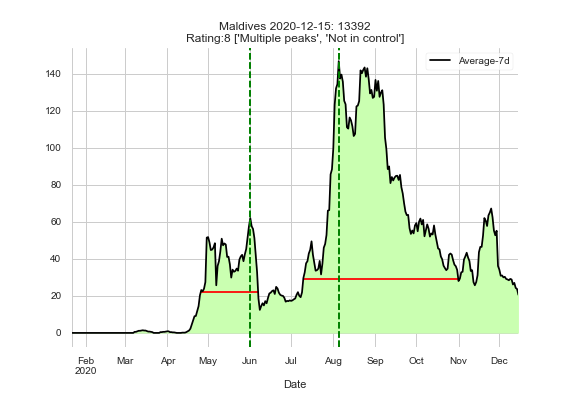 Maldives 2020-12-15: 13392
Rating:8 ['Multiple peaks', 'Not in control']
Average-7d
140
120
100
80
60
40
20
0
Feb Mar Apr May Jun Jul Aug Sep Oct Nov Dec
2020
Date